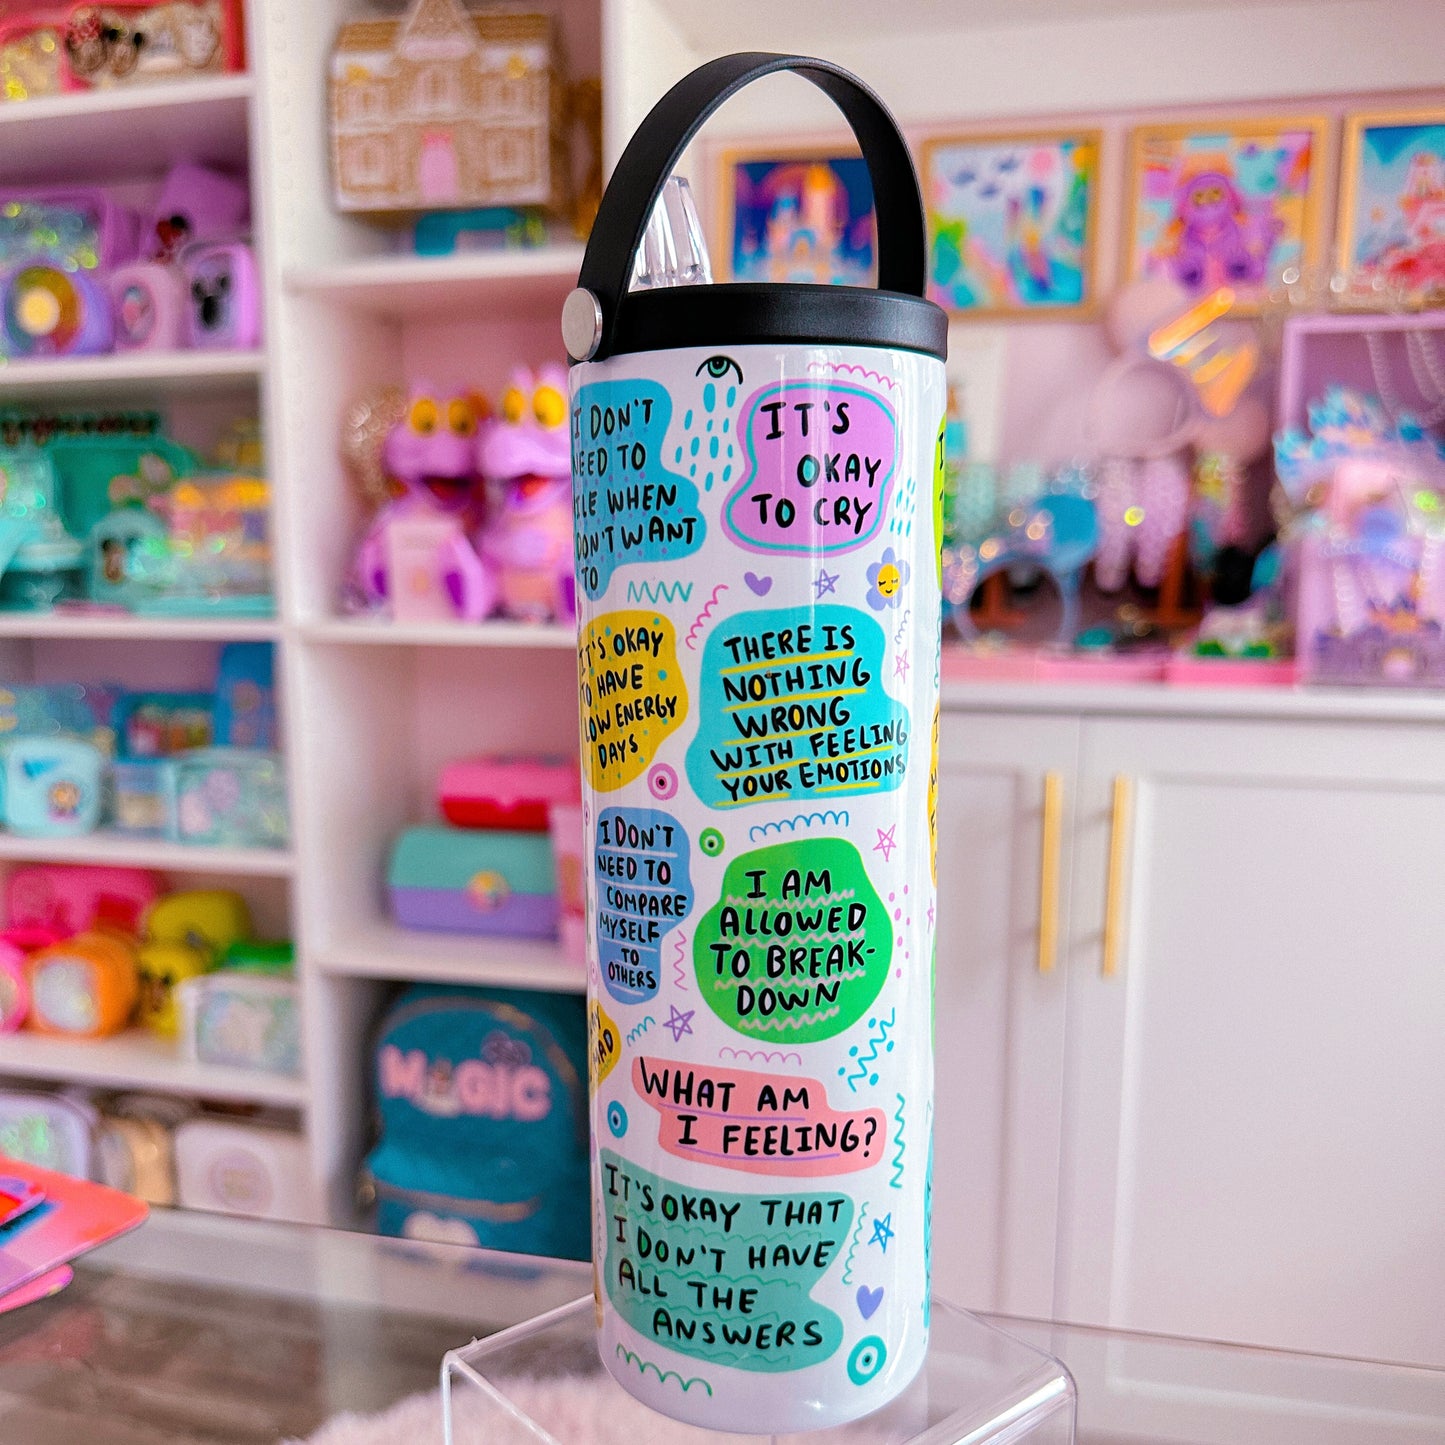 I DON'T
NEED TO
WHEN
DON'T WANT
TO
IT'S
OKAY
TO CRY
IT'S OKAY
TO HAVE
LOW ENERGY
DAYS
THERE IS
NOTHING
WRONG
WITH FEELING
YOUR EMOTIONS
I DON'T
NEED TO
COMPARE
MYSELF
TO
OTHERS
I AM
ALLOWED
TO BREAK-
DOWN
WHAT AM
I FEELING?
IT'S OKAY THAT
I DON'T HAVE
ALL THE
ANSWERS
MAGIC